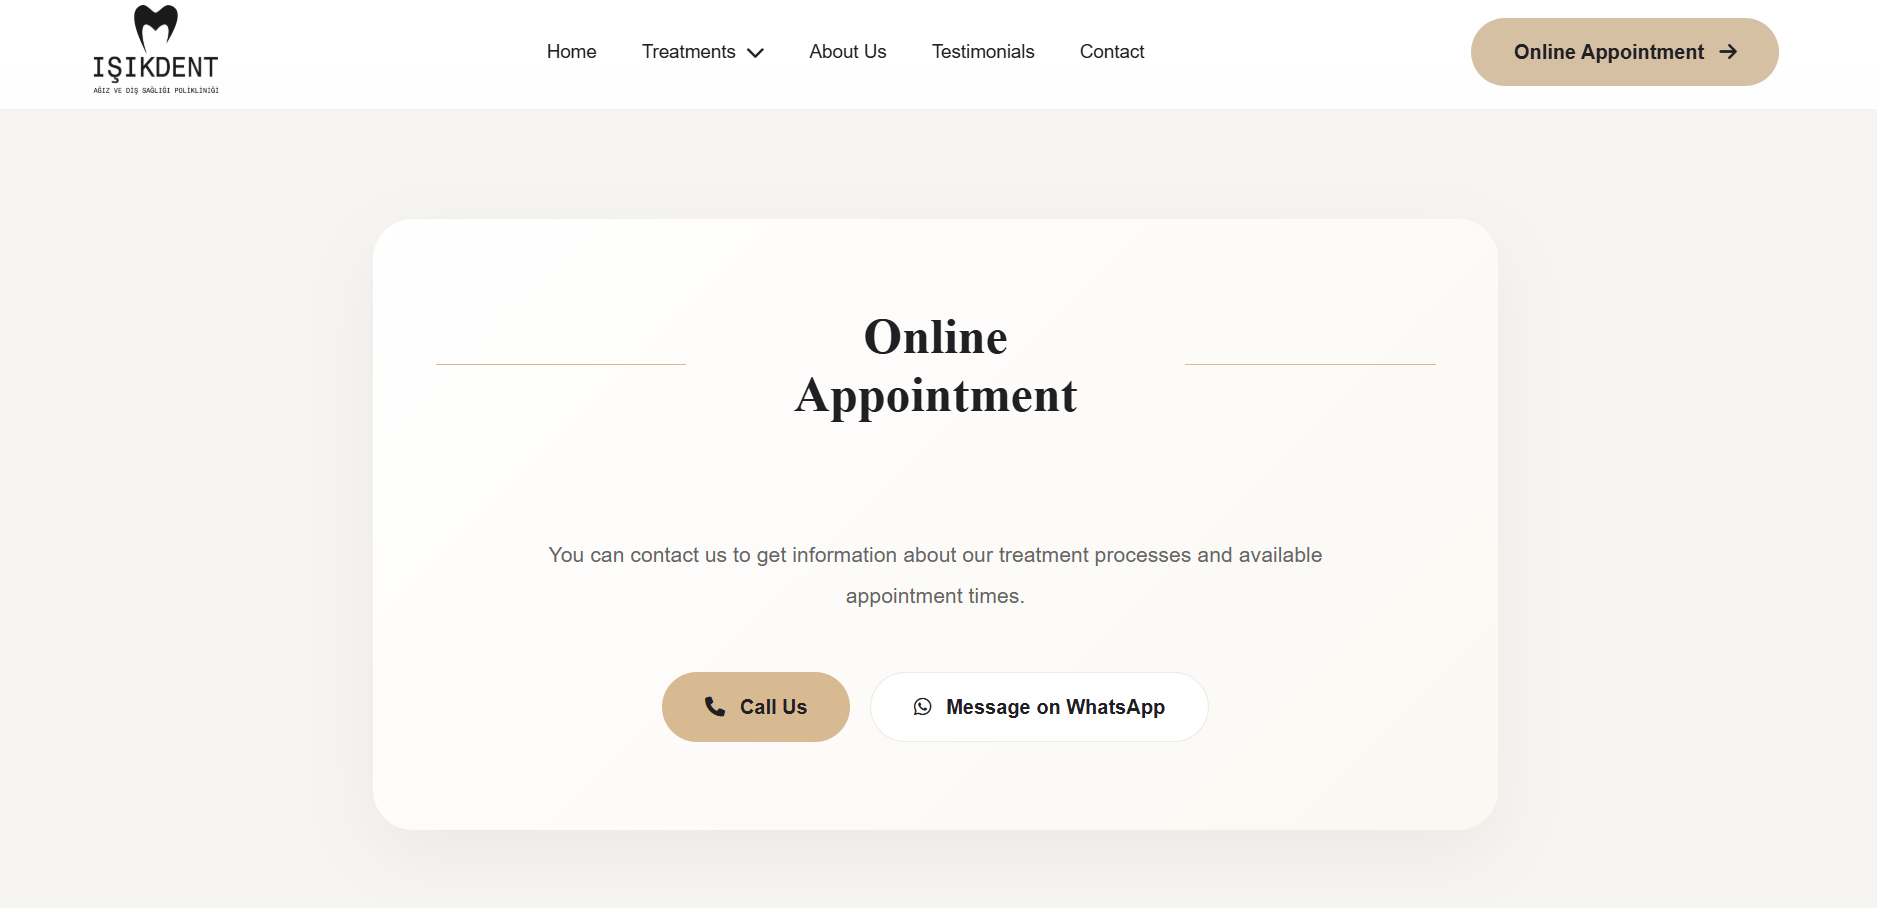 IŞIKDENT
AĞIZ VE DİŞ SAĞLIĞI POLİKLİNİĞİ
Home
Treatments
About Us
Testimonials
Contact
Online Appointment
Online
Appointment
You can contact us to get information about our treatment processes and available
appointment times.
Call Us
Message on WhatsApp